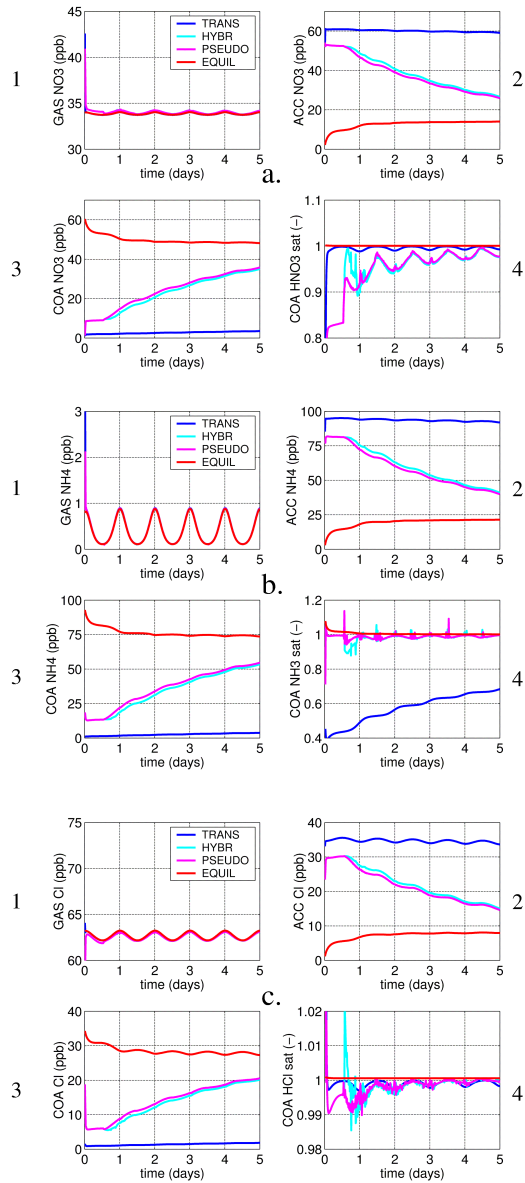 45
40
35
30
GAS NO3 (ppb)
TRANS
HYBR
PSEUDO
EQUIL
0 1 2 3 4 5
time (days)
1
60
40
20
0
ACC NO3 (ppb)
0 1 2 3 4 5
time (days)
2
a.
60
40
20
0
COA NO3 (ppb)
0 1 2 3 4 5
time (days)
3
1.1
1
0.9
0.8
COA HNO3 sat (−)
0 1 2 3 4 5
time (days)
4
3
2
1
0
GAS NH4 (ppb)
TRANS
HYBR
PSEUDO
EQUIL
0 1 2 3 4 5
time (days)
1
100
75
50
25
0
ACC NH4 (ppb)
0 1 2 3 4 5
time (days)
2
b.
100
75
50
25
0
COA NH4 (ppb)
0 1 2 3 4 5
time (days)
3
1.2
1
0.8
0.6
0.4
COA NH3 sat (−)
0 1 2 3 4 5
time (days)
4
75
70
65
60
GAS Cl (ppb)
TRANS
HYBR
PSEUDO
EQUIL
0 1 2 3 4 5
time (days)
1
40
30
20
10
0
ACC Cl (ppb)
0 1 2 3 4 5
time (days)
2
c.
40
30
20
10
0
COA Cl (ppb)
0 1 2 3 4 5
time (days)
3
1.02
1.01
1
0.99
0.98
COA HCl sat (−)
0 1 2 3 4 5
time (days)
4